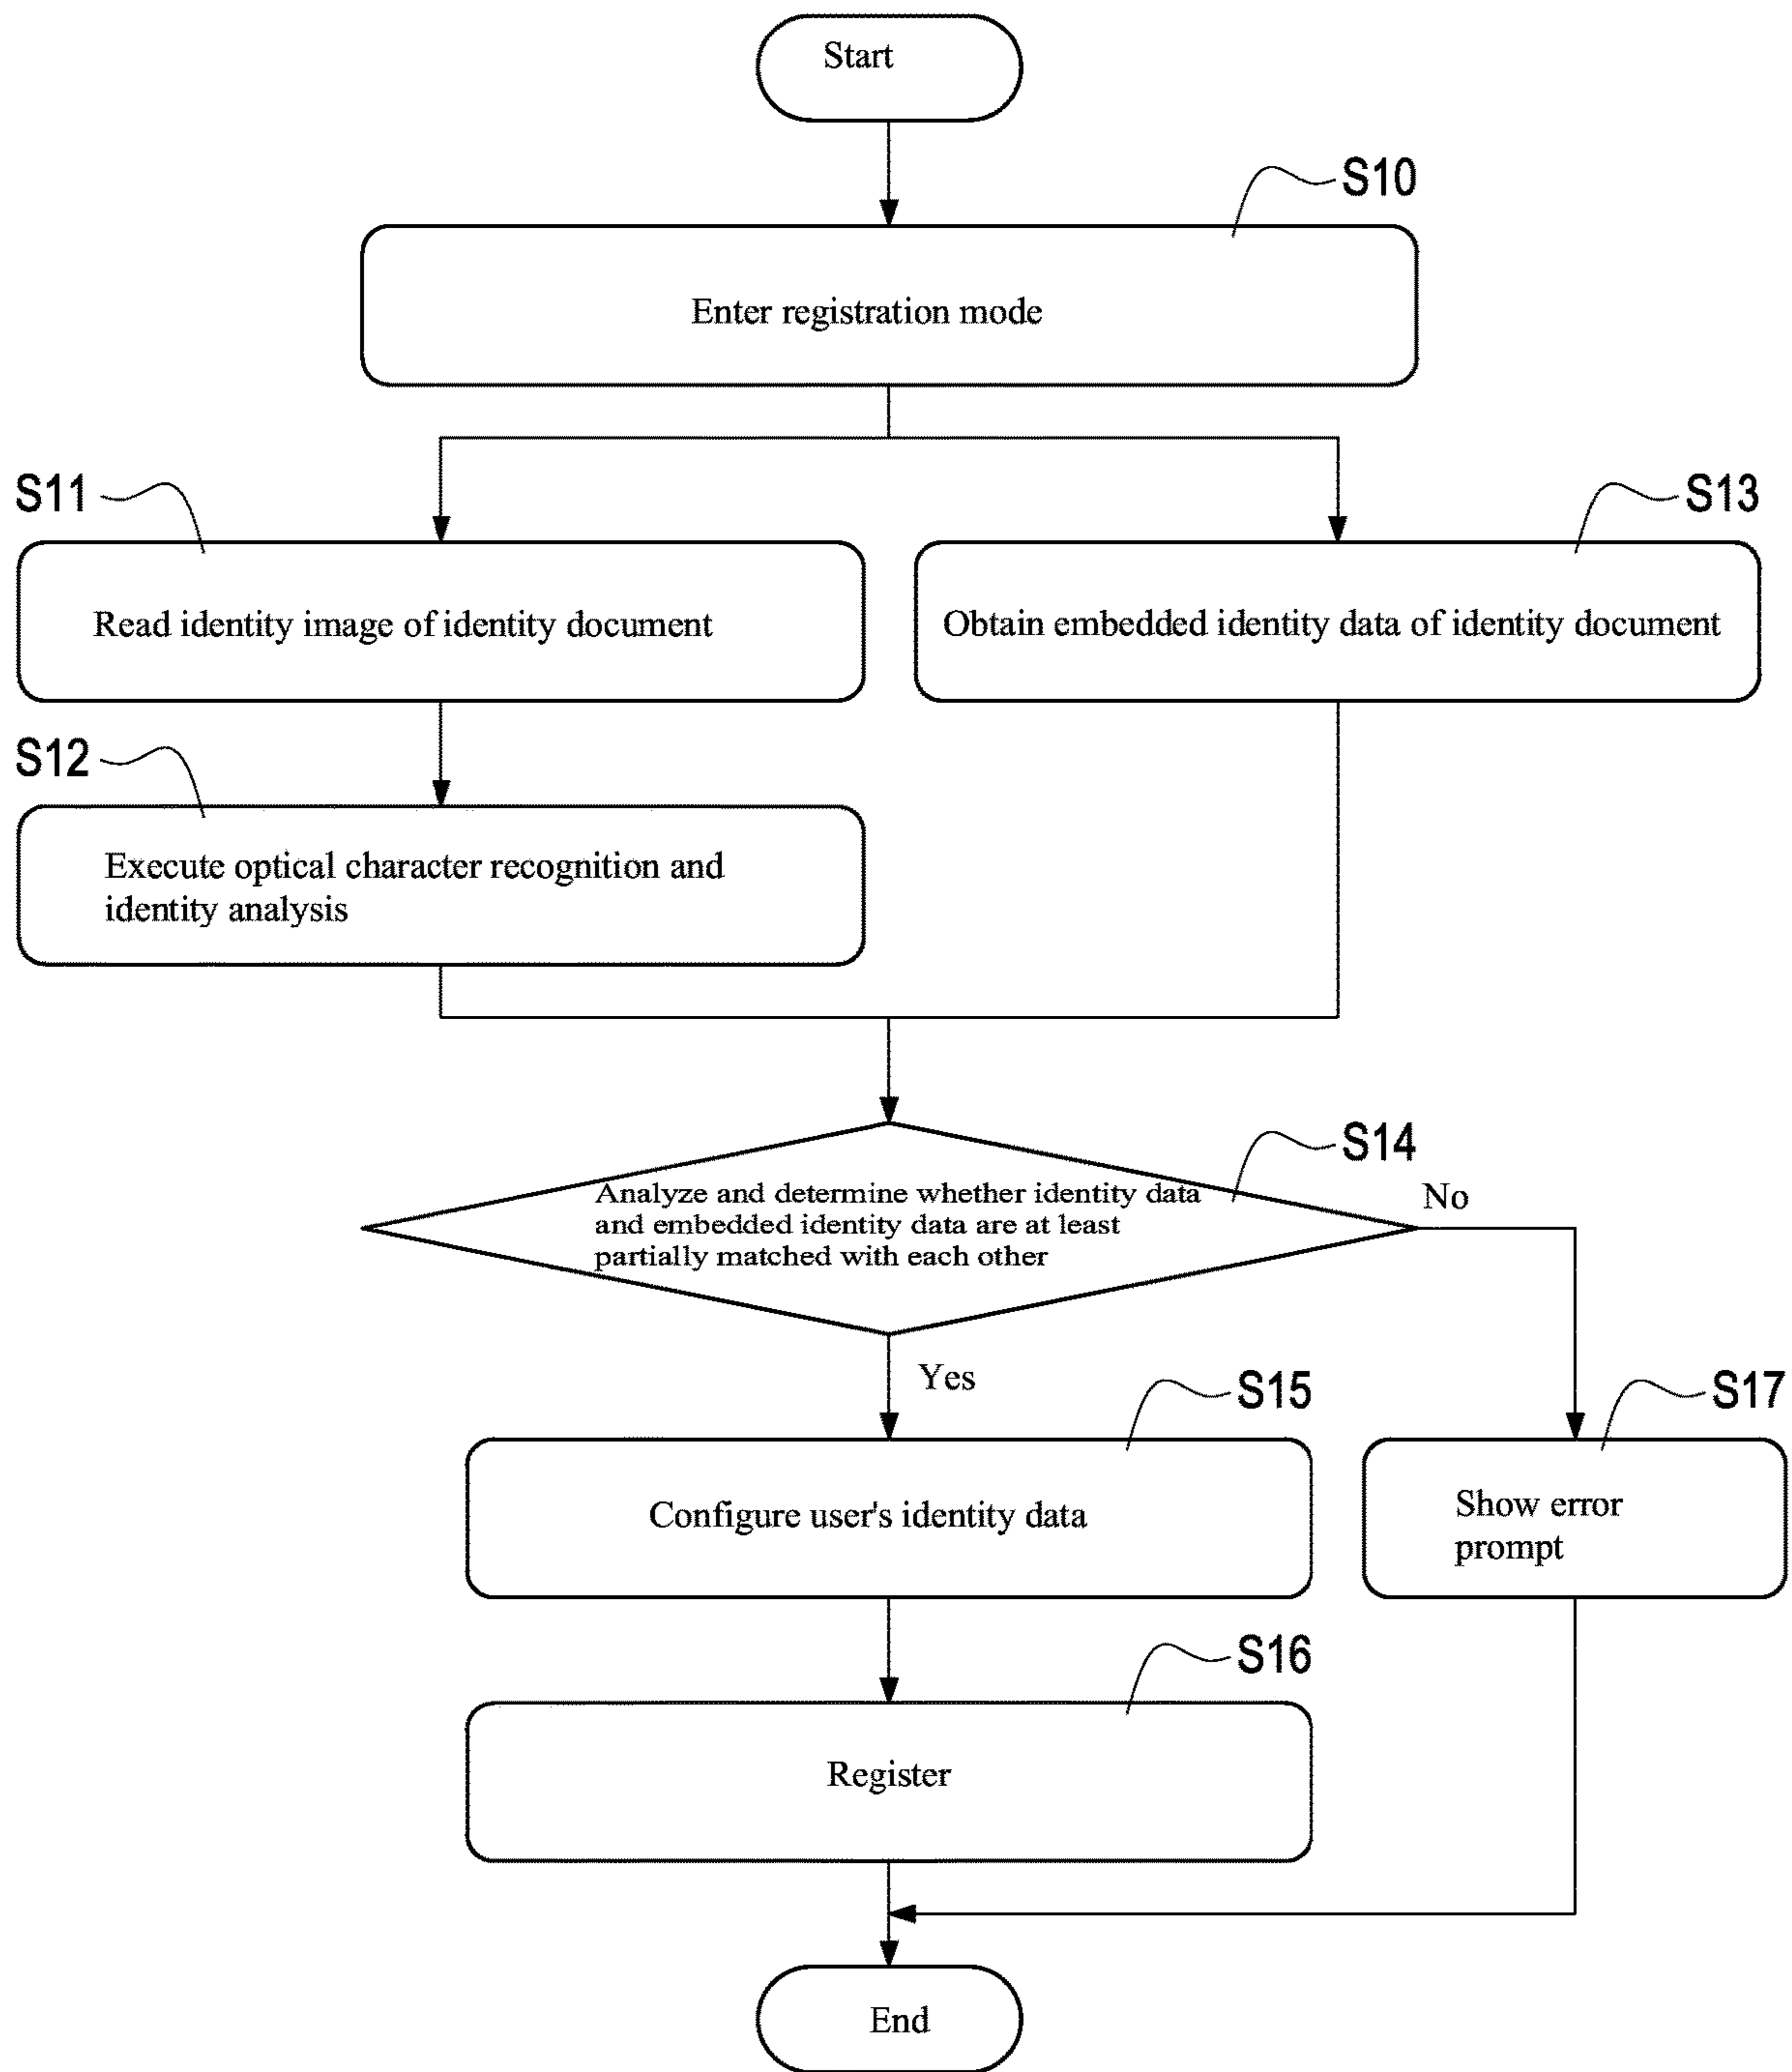 Start
S10
Enter registration mode
S11
S13
Read identity image of identity document
Obtain embedded identity data of identity document
S12
Execute optical character recognition and
identity analysis
S14
Analyze and determine whether identity data
and embedded identity data are at least
partially matched with each other
No
Yes
S15
S17
Configure user's identity data
Show error
prompt
S16
Register
End